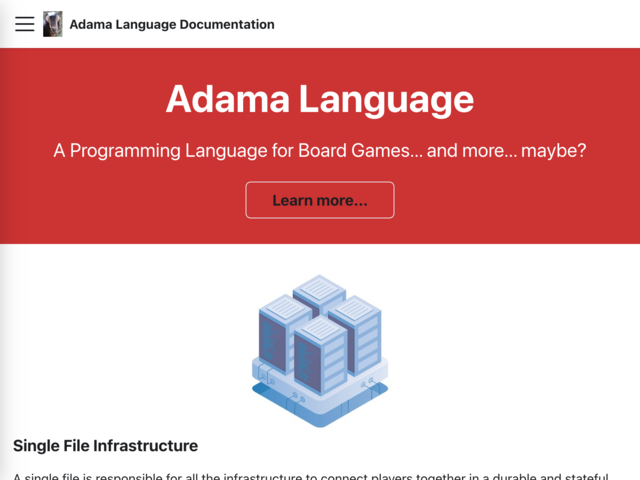 Adama Language Documentation
Adama Language
A Programming Language for Board Games... and more... maybe?
Learn more...
Single File Infrastructure
A single file is responsible for all the infrastructure to connect players together in a durable and stateful